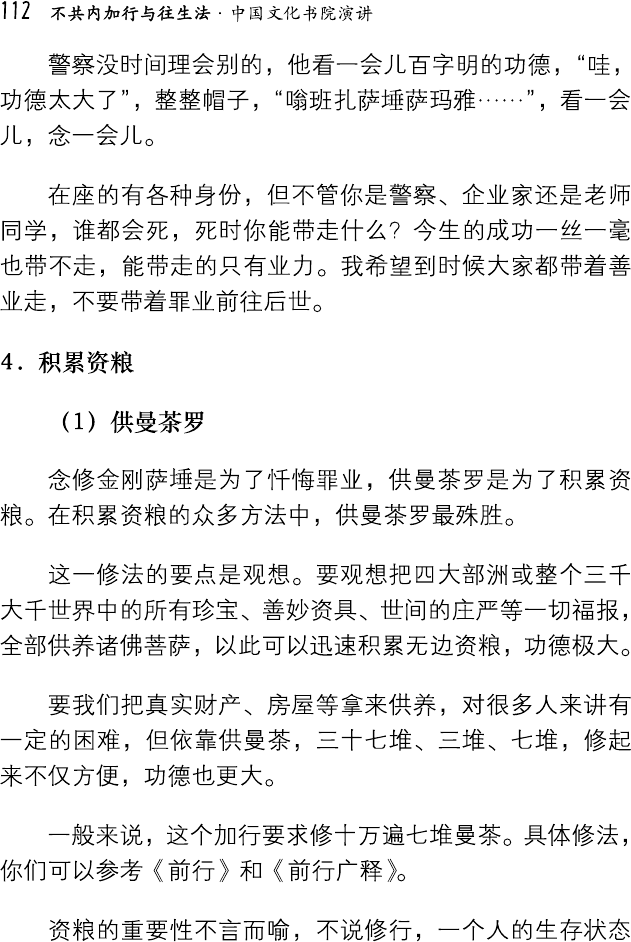 112 不共内加行与往生法·中国文化书院演讲
警察没时间理会别的，他看一会儿百字明的功德，“哇，
功德太大了”，整整帽子，“嗡班扎萨埵萨玛雅……”，看一会
儿，念一会儿。
在座的有各种身份，但不管你是警察、企业家还是老师
同学，谁都会死，死时你能带走什么？今生的成功一丝一毫
也带不走，能带走的只有业力。我希望到时候大家都带着善
业走，不要带着罪业前往后世。
4．积累资粮
（1）供曼茶罗
念修金刚萨埵是为了忏悔罪业，供曼茶罗是为了积累资
粮。在积累资粮的众多方法中，供曼茶罗最殊胜。
这一修法的要点是观想。要观想把四大部洲或整个三千
大千世界中的所有珍宝、善妙资具、世间的庄严等一切福报，
全部供养诸佛菩萨，以此可以迅速积累无边资粮，功德极大。
要我们把真实财产、房屋等拿来供养，对很多人来讲有
一定的困难，但依靠供曼茶，三十七堆、三堆、七堆，修起
来不仅方便，功德也更大。
一般来说，这个加行要求修十万遍七堆曼茶。具体修法，
你们可以参考《前行》和《前行广释》。
资粮的重要性不言而喻，不说修行，一个人的生存状态